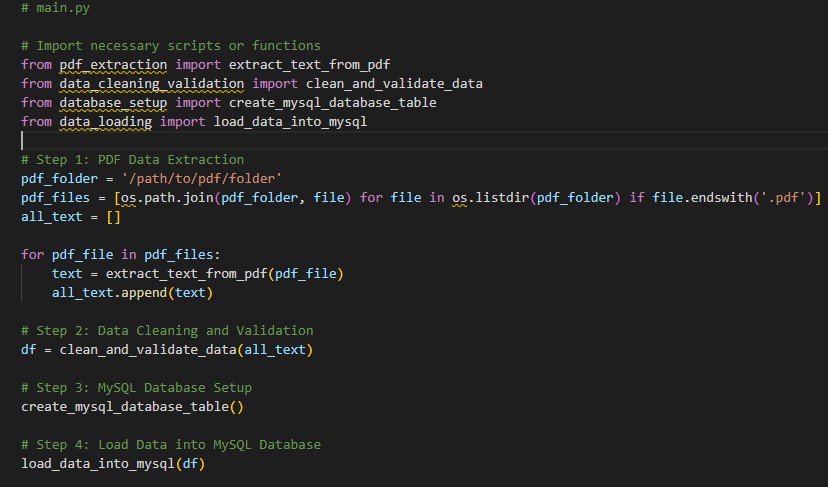 # main.py
# Import necessary scripts or functions
from pdf_extraction import extract_text_from_pdf
from data_cleaning_validation import clean_and_validate_data
from database_setup import create_mysql_database_table
from data_loading import load_data_into_mysql
# Step 1: PDF Data Extraction
pdf_folder = '/path/to/pdf/folder'
pdf_files = [os.path.join(pdf_folder, file) for file in os.listdir(pdf_folder) if file.endswith('.pdf')]
all_text = []
for pdf_file in pdf_files:
    text = extract_text_from_pdf(pdf_file)
    all_text.append(text)
# Step 2: Data Cleaning and Validation
df = clean_and_validate_data(all_text)
# Step 3: MySQL Database Setup
create_mysql_database_table()
# Step 4: Load Data into MySQL Database
load_data_into_mysql(df)